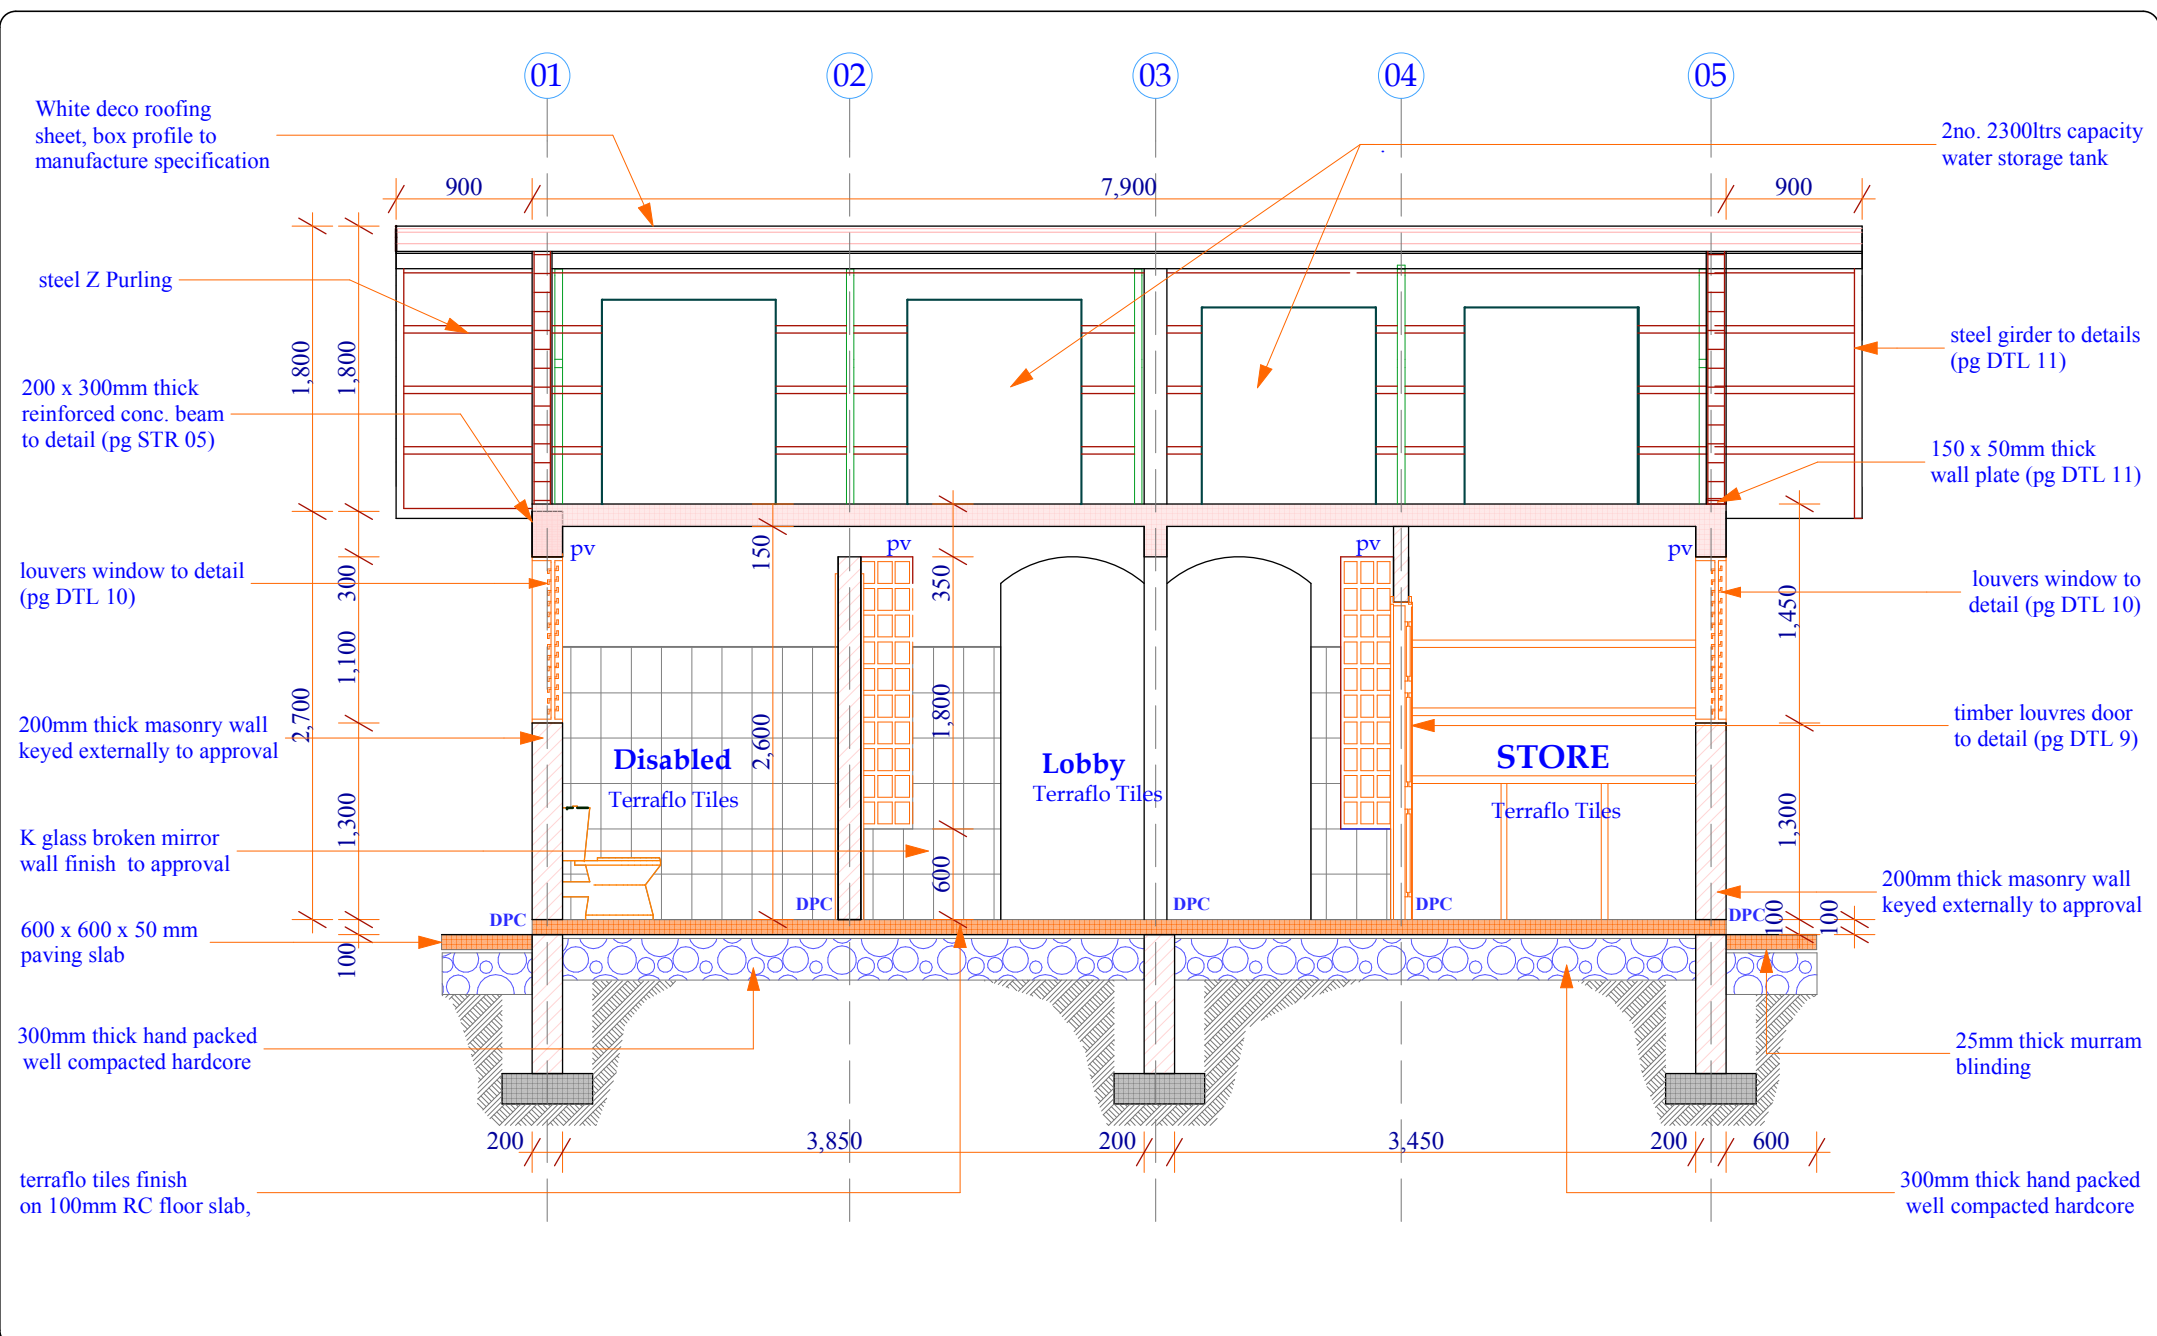 01
02
03
04
05
White deco roofing
sheet, box profile to
manufacture specification
2no. 2300ltrs capacity
water storage tank
900
7,900
900
steel Z Purling
steel girder to details
(pg DTL 11)
1,800
1,800
200 x 300mm thick
reinforced conc. beam
to detail (pg STR 05)
150 x 50mm thick
wall plate (pg DTL 11)
pv
pv
pv
pv
150
350
300
1,450
louvers window to detail
(pg DTL 10)
louvers window to
detail (pg DTL 10)
1,100
2,700
2,600
1,800
200mm thick masonry wall
keyed externally to approval
timber louvres door
to detail (pg DTL 9)
Disabled
Terraflo Tiles
Lobby
Terraflo Tiles
STORE
Terraflo Tiles
1,300
1,300
K glass broken mirror
wall finish to approval
600
200mm thick masonry wall
keyed externally to approval
DPC
DPC
DPC
DPC
DPC
100
100
100
600 x 600 x 50 mm
paving slab
300mm thick hand packed
well compacted hardcore
25mm thick murram
blinding
200
3,850
200
3,450
200
600
terraflo tiles finish
on 100mm RC floor slab,
300mm thick hand packed
well compacted hardcore